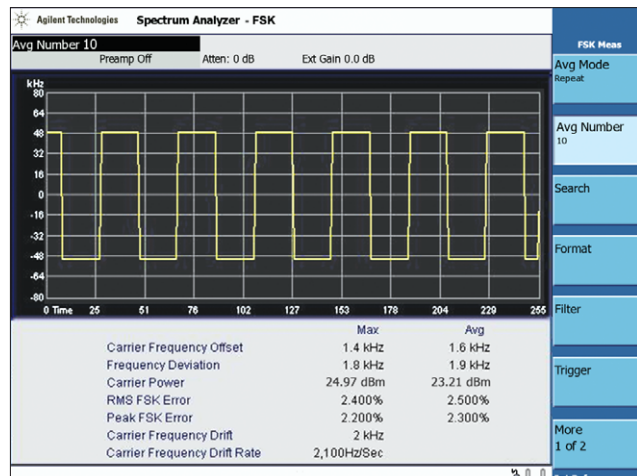 Agilent Technologies Spectrum Analyzer - FSK
Avg Number 10
Preamp Off Atten: 0 dB Ext Gain 0.0 dB
kHz
80
64
48
32
16
0
-16
-32
-48
-64
-80
0 Time 25 51 76 102 127 153 178 204 229 255
Max Avg
Carrier Frequency Offset 1.4 kHz 1.6 kHz
Frequency Deviation 1.8 kHz 1.9 kHz
Carrier Power 24.97 dBm 23.21 dBm
RMS FSK Error 2.400% 2.500%
Peak FSK Error 2.200% 2.300%
Carrier Frequency Drift 2 kHz
Carrier Frequency Drift Rate 2,100Hz/Sec
FSK Meas
Avg Mode
Repeat
Avg Number
10
Search
Format
Filter
Trigger
More
1 of 2